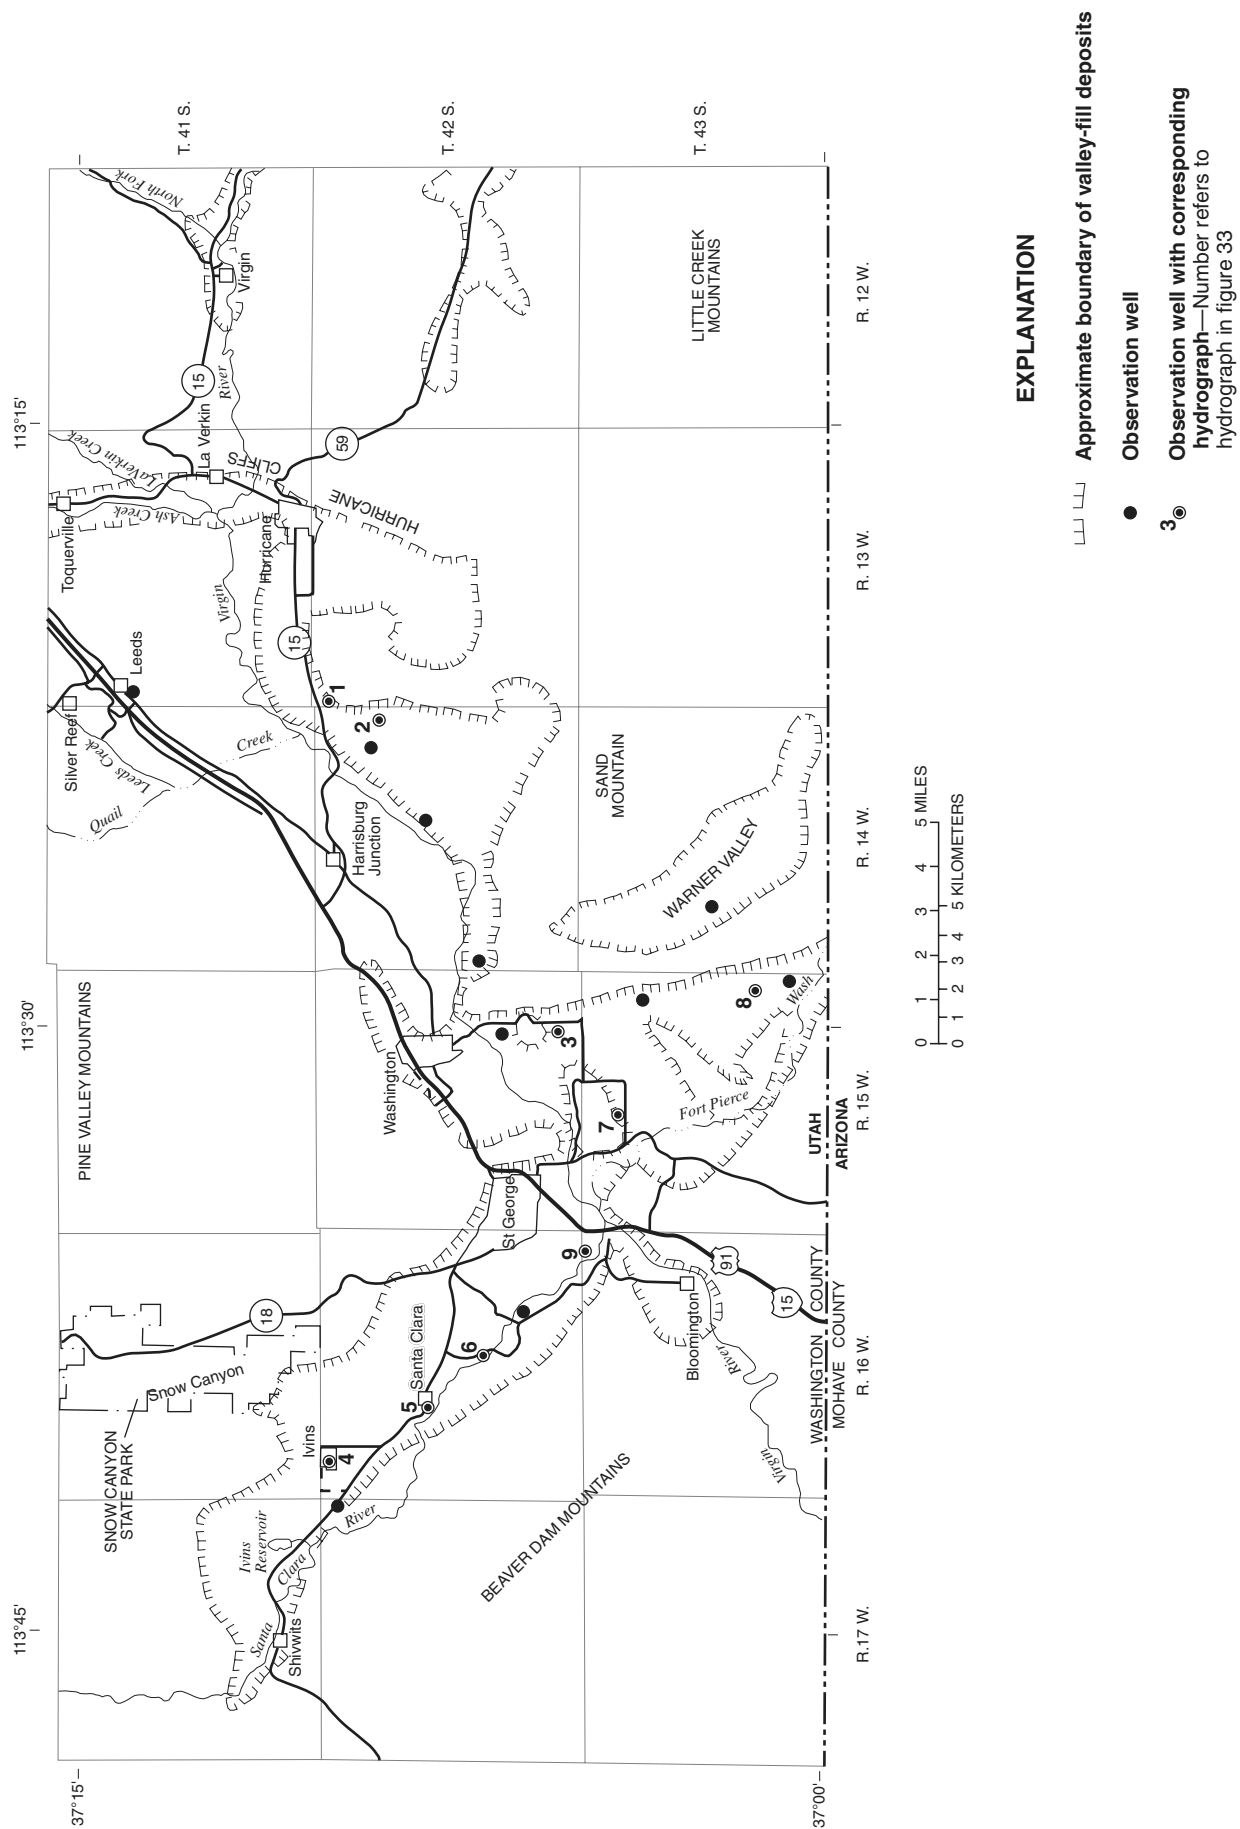 37°15'
37°00'
113°45'
113°30'
113°15'
T. 41 S.
T. 42 S.
T. 43 S.
R.17 W.
R. 16 W.
R. 15 W.
R. 14 W.
R. 13 W.
R. 12 W.
PINE VALLEY MOUNTAINS
SNOW CANYON
STATE PARK
Snow Canyon
18
Ivins
Reservoir
Ivins
4
Santa
Clara
River
Shivwits
Santa Clara
5
6
BEAVER DAM MOUNTAINS
St George
9
Bloomington
River
Virgin
91
15
WASHINGTON COUNTY
MOHAVE COUNTY
UTAH
ARIZONA
Washington
3
7
8
Fort Pierce
Wash
WARNER VALLEY
SAND
MOUNTAIN
Harrisburg
Junction
Quail
Creek
Leeds Creek
Silver Reef
Leeds
1
2
15
Virgin
Hurricane
HURRICANE
CLIFFS
Toquerville
Ash Creek
LaVerkin Creek
La Verkin
River
15
59
Virgin
North Fork
LITTLE CREEK
MOUNTAINS
0 1 2 3 4 5 MILES
0 1 2 3 4 5 KILOMETERS
EXPLANATION
Approximate boundary of valley-fill deposits
Observation well
3 Observation well with corresponding
hydrograph—Number refers to
hydrograph in figure 33